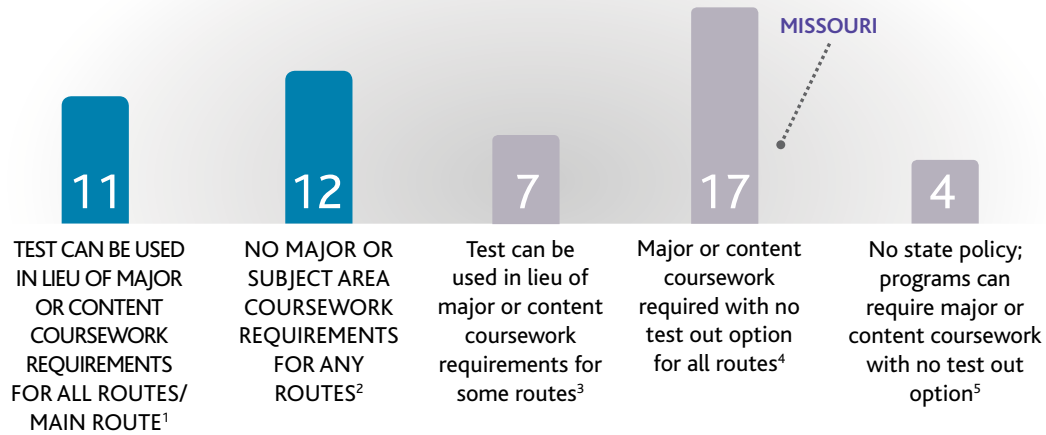 MISSOURI
11
12
7
17
4
TEST CAN BE USED
IN LIEU OF MAJOR
OR CONTENT
COURSEWORK
REQUIREMENTS
FOR ALL ROUTES/
MAIN ROUTE¹
NO MAJOR OR
SUBJECT AREA
COURSEWORK
REQUIREMENTS
FOR ANY
ROUTES²
Test can be
used in lieu of
major or content
coursework
requirements for
some routes³
Major or content
coursework
required with no
test out option
for all routes⁴
No state policy;
programs can
require major or
content coursework
with no test out
option⁵